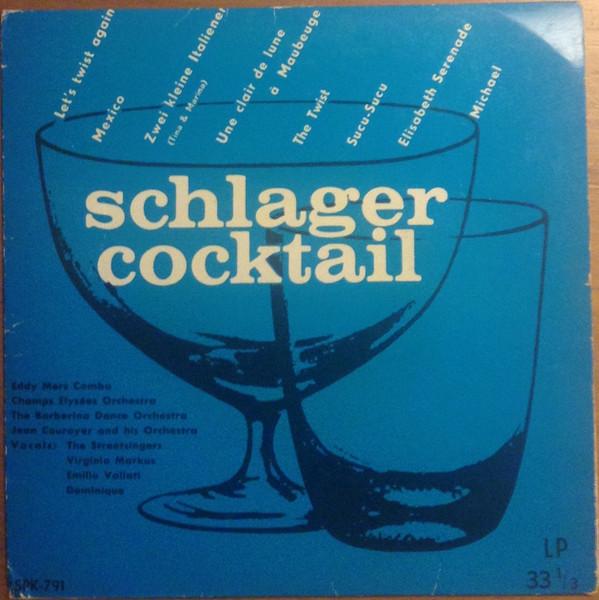 Let's twist again
Mexico
Zwei kleine Italiener
(Tina & Marina)
Une clair de lune
á Maubeuge
The Twist
Sucu-Sucu
Elisabeth Serenade
Michael
schlager
cocktail
Eddy Mers Combo
Champs Elysées Orchestra
The Barberina Dance Orchestra
Jean Couroyer and his Orchestra
Vocals: The Streetsingers
Virginia Markus
Emilio Vallati
Dominique
LP
SPK-791
33 1/3